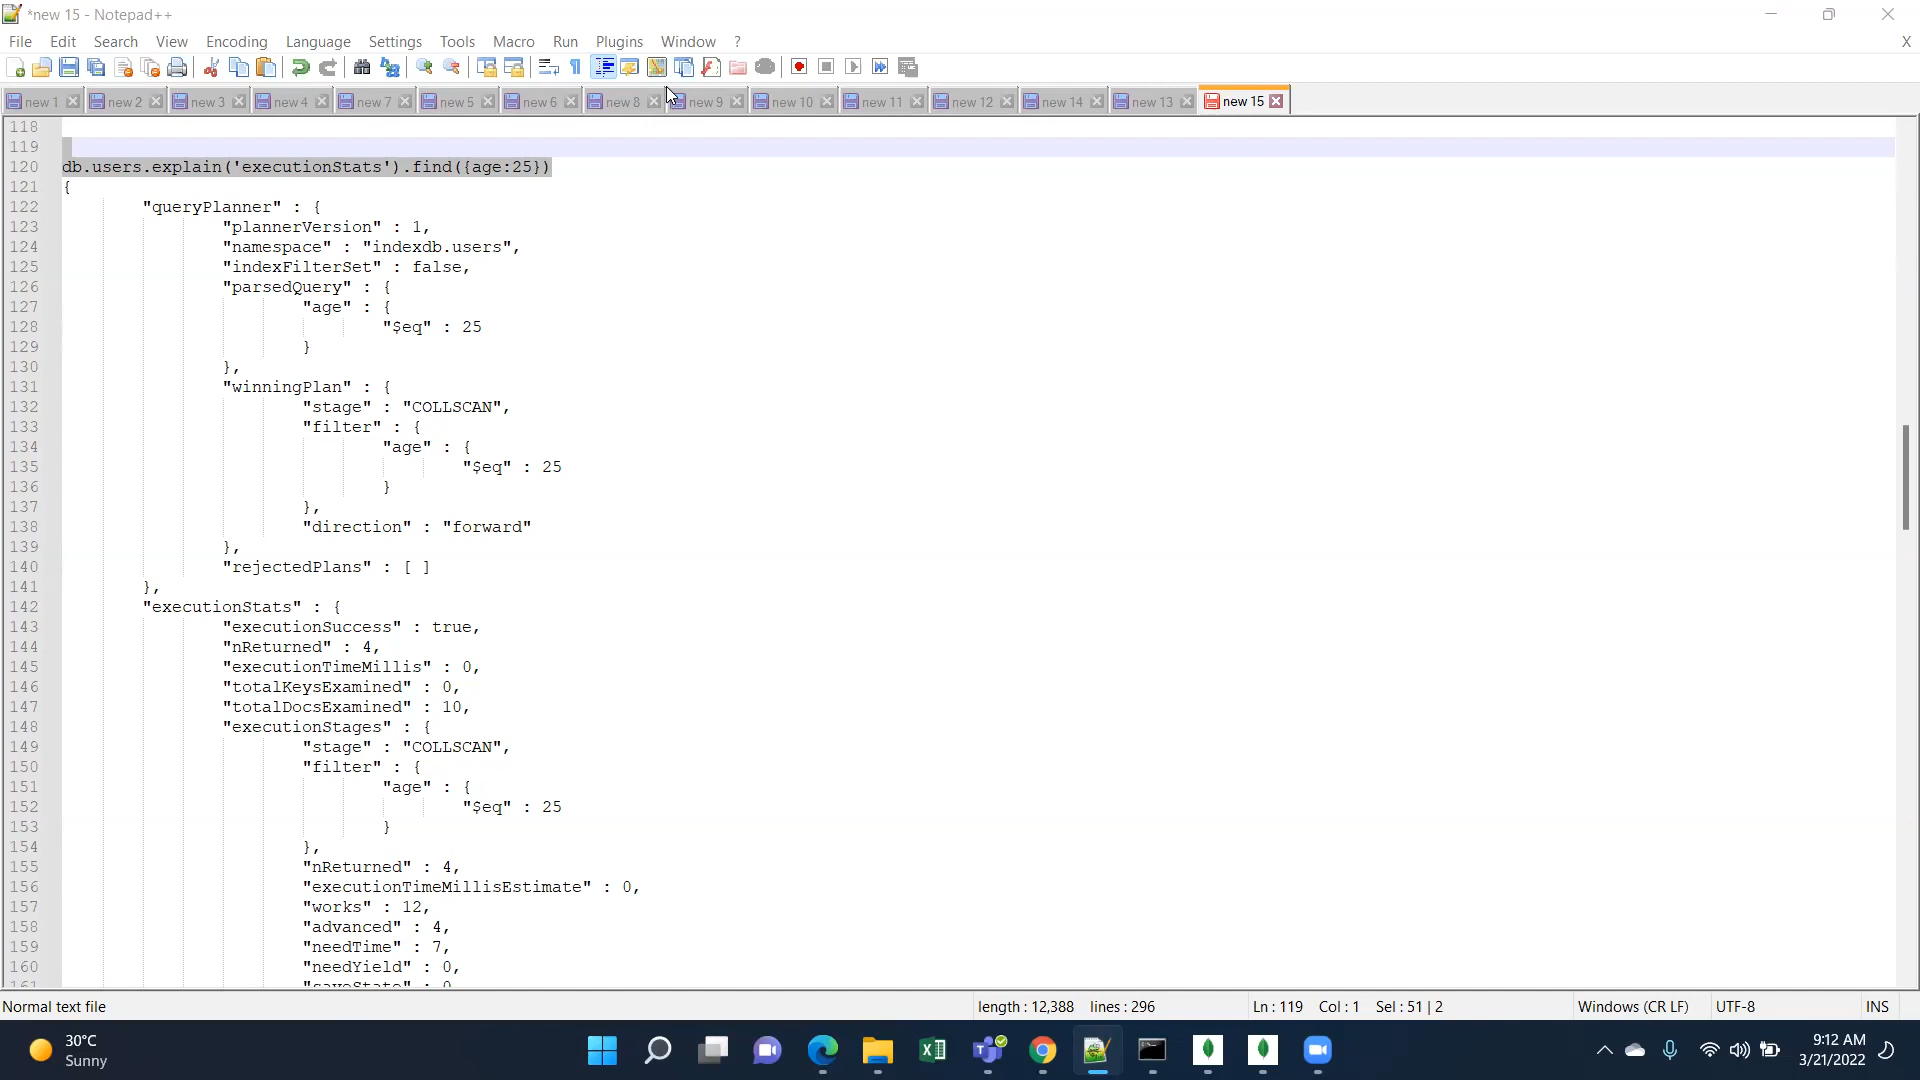 *new 15 - Notepad++
File Edit Search View Encoding Language Settings Tools Macro Run Plugins Window ? X
new 1 new 2 new 3 new 4 new 7 new 5 new 6 new 8 new 9 new 10 new 11 new 12 new 14 new 13 new 15
118
119
120 db.users.explain('executionStats').find({age:25})
121 {
122 "queryPlanner" : {
123 "plannerVersion" : 1,
124 "namespace" : "indexdb.users",
125 "indexFilterSet" : false,
126 "parsedQuery" : {
127 "age" : {
128 "$eq" : 25
129 }
130 },
131 "winningPlan" : {
132 "stage" : "COLLSCAN",
133 "filter" : {
134 "age" : {
135 "$eq" : 25
136 }
137 },
138 "direction" : "forward"
139 },
140 "rejectedPlans" : [ ]
141 },
142 "executionStats" : {
143 "executionSuccess" : true,
144 "nReturned" : 4,
145 "executionTimeMillis" : 0,
146 "totalKeysExamined" : 0,
147 "totalDocsExamined" : 10,
148 "executionStages" : {
149 "stage" : "COLLSCAN",
150 "filter" : {
151 "age" : {
152 "$eq" : 25
153 }
154 },
155 "nReturned" : 4,
156 "executionTimeMillisEstimate" : 0,
157 "works" : 12,
158 "advanced" : 4,
159 "needTime" : 7,
160 "needYield" : 0,
161 "saveState" : 0
Normal text file length : 12,388 lines : 296 Ln : 119 Col : 1 Sel : 51 | 2 Windows (CR LF) UTF-8 INS
30°C
Sunny
9:12 AM
3/21/2022